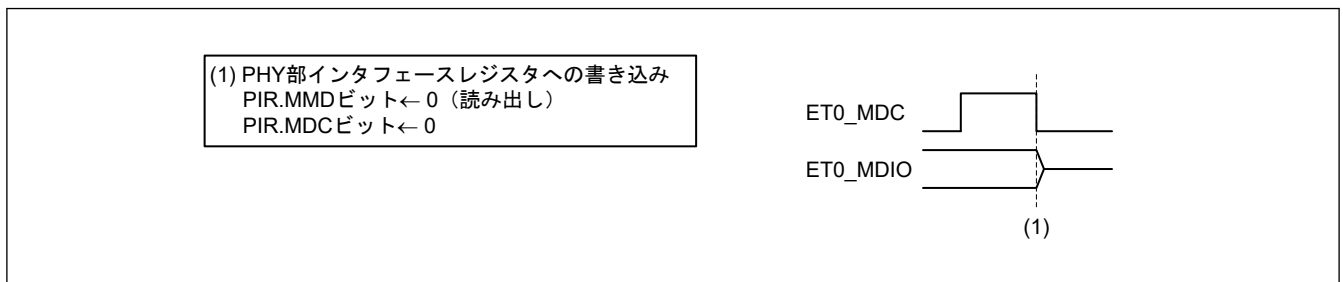 (1) PHY部インタフェースレジスタへの書き込み
PIR.MMDビット← 0（読み出し）
PIR.MDCビット← 0
ET0_MDC
ET0_MDIO
(1)